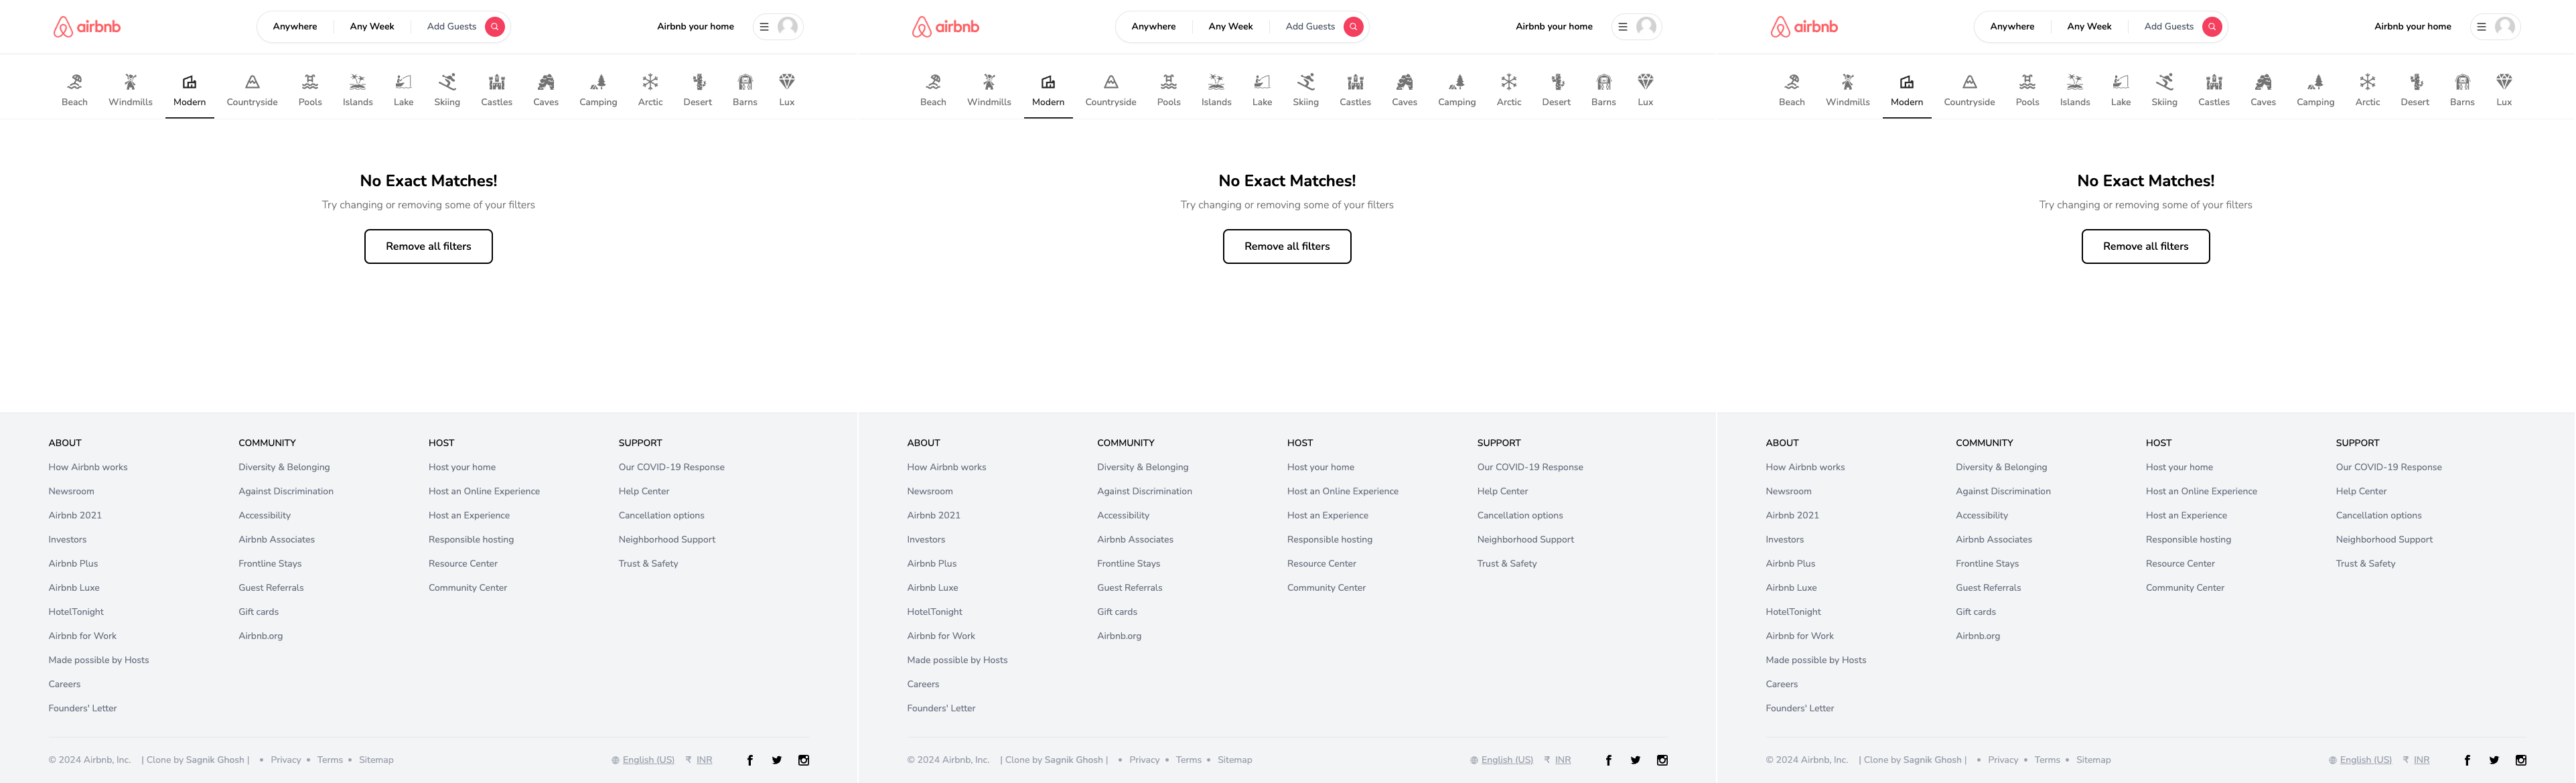 airbnb Anywhere Any Week Add Guests Airbnb your home
Beach Windmills Modern Countryside Pools Islands Lake Skiing Castles Caves Camping Arctic Desert Barns Lux
No Exact Matches!
Try changing or removing some of your filters
Remove all filters
ABOUT COMMUNITY HOST SUPPORT
How Airbnb works Diversity & Belonging Host your home Our COVID-19 Response
Newsroom Against Discrimination Host an Online Experience Help Center
Airbnb 2021 Accessibility Host an Experience Cancellation options
Investors Airbnb Associates Responsible hosting Neighborhood Support
Airbnb Plus Frontline Stays Resource Center Trust & Safety
Airbnb Luxe Guest Referrals Community Center
HotelTonight Gift cards
Airbnb for Work Airbnb.org
Made possible by Hosts
Careers
Founders' Letter
© 2024 Airbnb, Inc. | Clone by Sagnik Ghosh | • Privacy • Terms • Sitemap English (US) ₹ INR
airbnb Anywhere Any Week Add Guests Airbnb your home
Beach Windmills Modern Countryside Pools Islands Lake Skiing Castles Caves Camping Arctic Desert Barns Lux
No Exact Matches!
Try changing or removing some of your filters
Remove all filters
ABOUT COMMUNITY HOST SUPPORT
How Airbnb works Diversity & Belonging Host your home Our COVID-19 Response
Newsroom Against Discrimination Host an Online Experience Help Center
Airbnb 2021 Accessibility Host an Experience Cancellation options
Investors Airbnb Associates Responsible hosting Neighborhood Support
Airbnb Plus Frontline Stays Resource Center Trust & Safety
Airbnb Luxe Guest Referrals Community Center
HotelTonight Gift cards
Airbnb for Work Airbnb.org
Made possible by Hosts
Careers
Founders' Letter
© 2024 Airbnb, Inc. | Clone by Sagnik Ghosh | • Privacy • Terms • Sitemap English (US) ₹ INR
airbnb Anywhere Any Week Add Guests Airbnb your home
Beach Windmills Modern Countryside Pools Islands Lake Skiing Castles Caves Camping Arctic Desert Barns Lux
No Exact Matches!
Try changing or removing some of your filters
Remove all filters
ABOUT COMMUNITY HOST SUPPORT
How Airbnb works Diversity & Belonging Host your home Our COVID-19 Response
Newsroom Against Discrimination Host an Online Experience Help Center
Airbnb 2021 Accessibility Host an Experience Cancellation options
Investors Airbnb Associates Responsible hosting Neighborhood Support
Airbnb Plus Frontline Stays Resource Center Trust & Safety
Airbnb Luxe Guest Referrals Community Center
HotelTonight Gift cards
Airbnb for Work Airbnb.org
Made possible by Hosts
Careers
Founders' Letter
© 2024 Airbnb, Inc. | Clone by Sagnik Ghosh | • Privacy • Terms • Sitemap English (US) ₹ INR